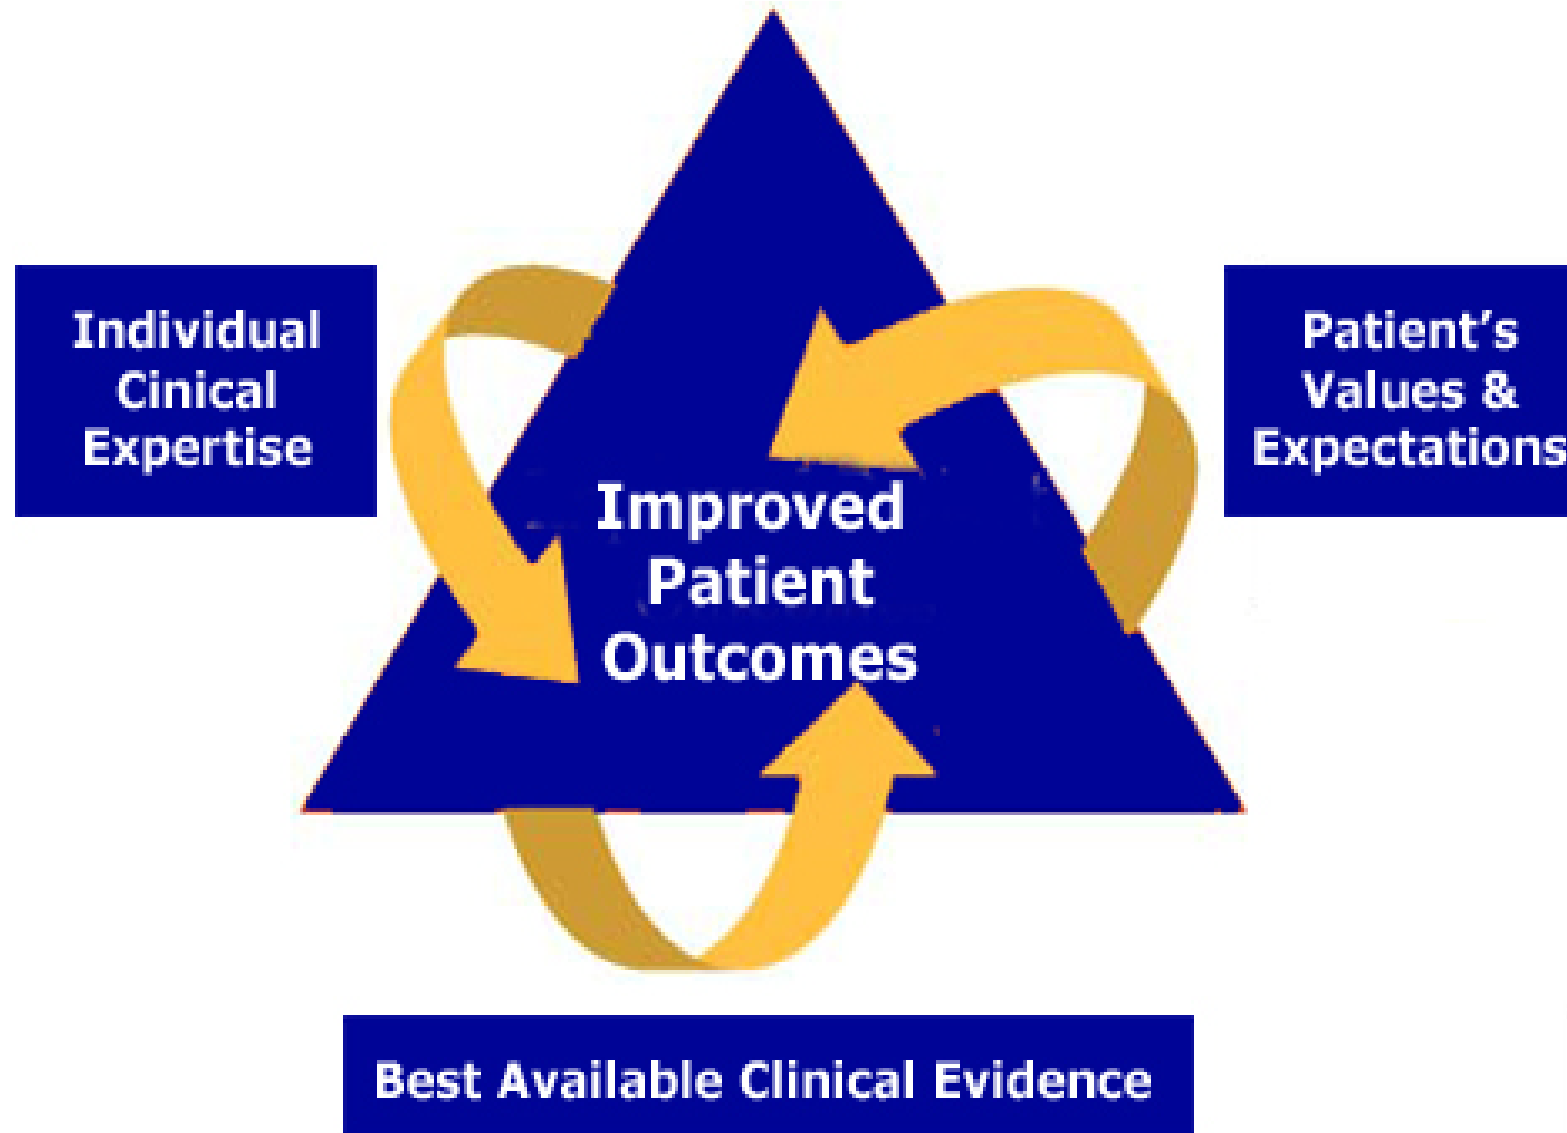 Individual
Cinical
Expertise
Patient's
Values &
Expectations
Improved
Patient
Outcomes
Best Available Clinical Evidence